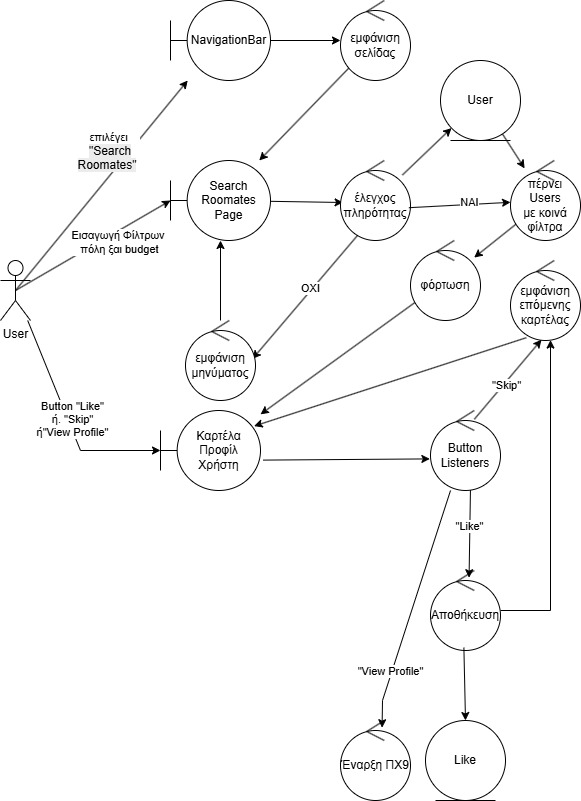 NavigationBar
εμφάνιση
σελίδας
User
επιλέγει
"Search
Roomates"
Search
Roomates
Page
έλεγχος
πληρότητας
ΝΑΙ
πέρνει
Users
με κοινά
φίλτρα
Εισαγωγή Φίλτρων
πόλη ξαι budget
User
ΟΧΙ
φόρτωση
εμφάνιση
επόμενης
καρτέλας
εμφάνιση
μηνύματος
"Skip"
Button "Like"
ή. "Skip"
ή"View Profile"
Καρτέλα
Προφίλ
Χρήστη
Button
Listeners
"Like"
Αποθήκευση
"View Profile"
Έναρξη ΠΧ9
Like